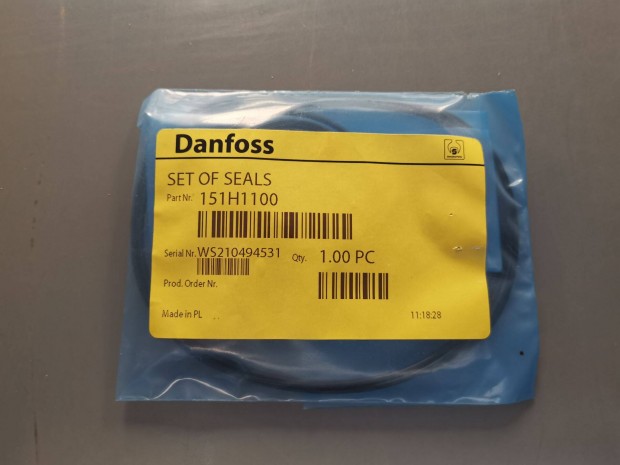 Danfoss
SET OF SEALS
Part Nr. 151H1100
Serial Nr. WS210494531 Qty. 1.00 PC
Prod. Order Nr.
Made in PL
11:18:28